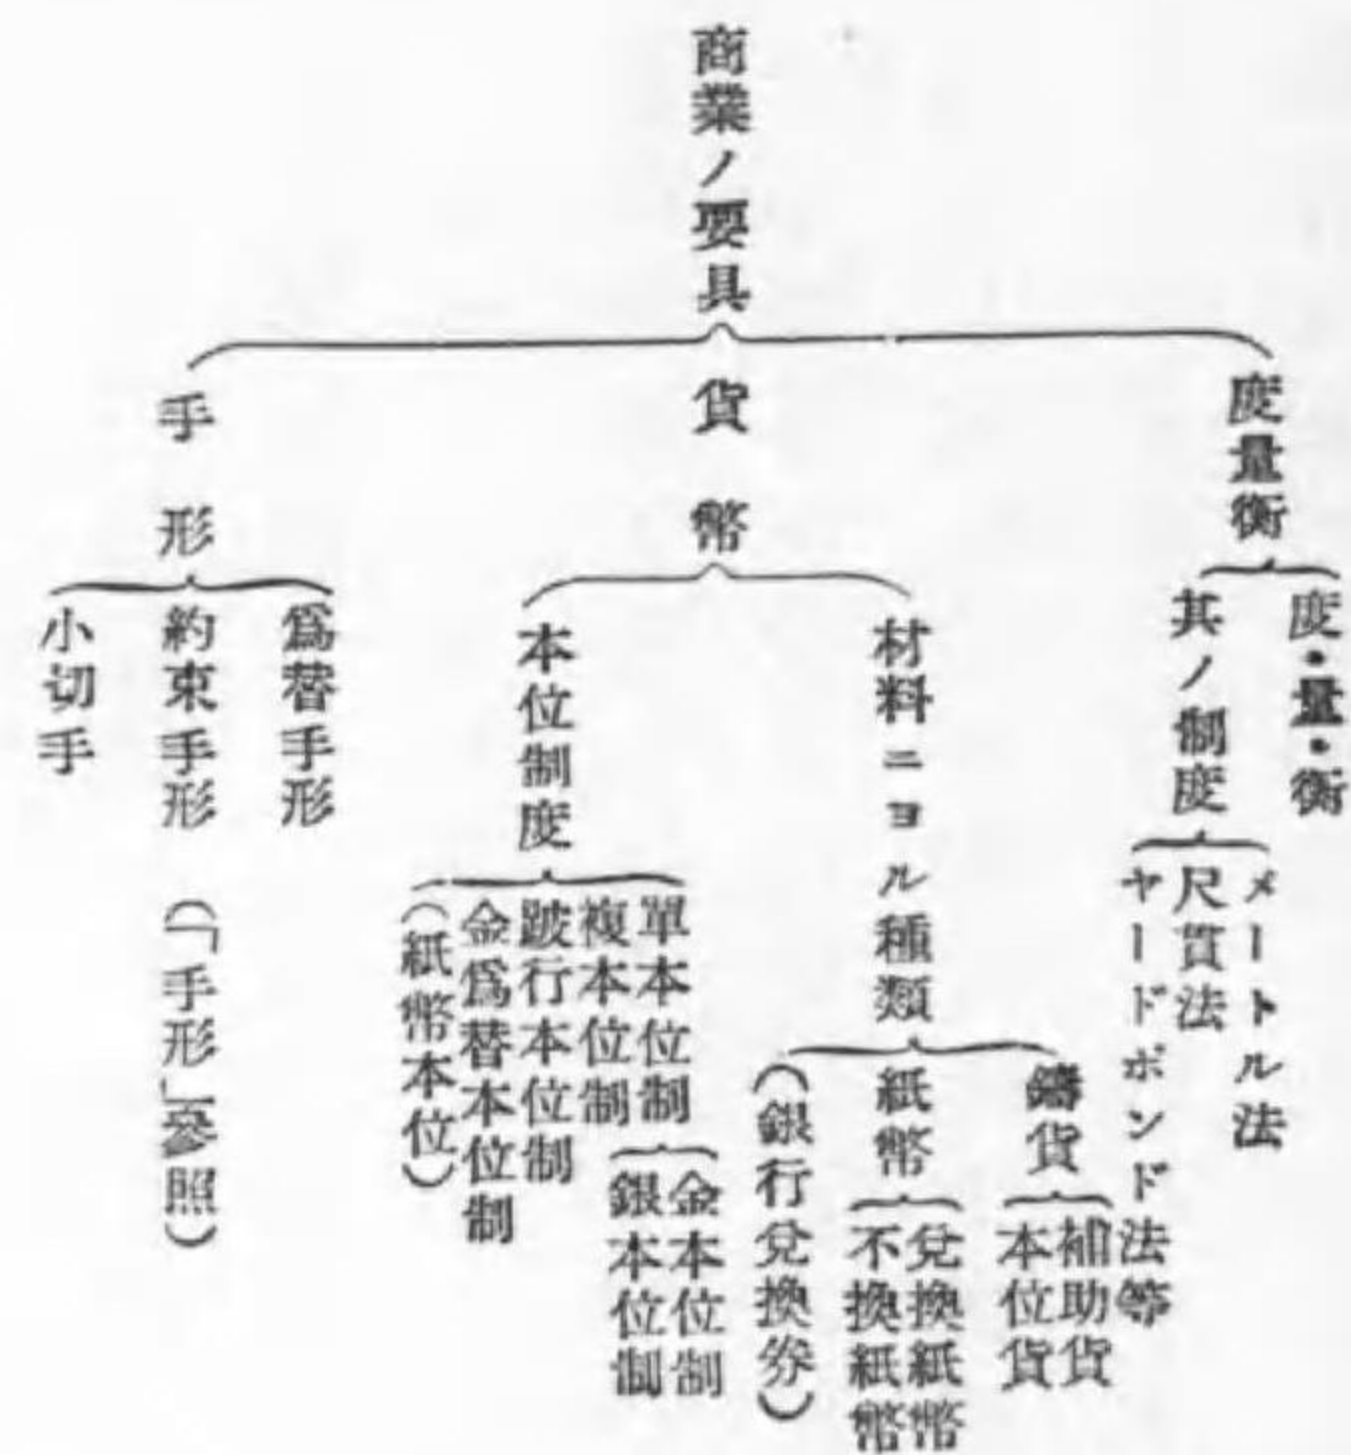 商業ノ要具
度量衡
度・量・衡
其ノ制度
メートル法
尺貫法
ヤードポンド法等
貨幣
材料ニヨル種類
鑄貨
補助貨
本位貨
紙幣
兌換紙幣
不換紙幣
(銀行兌換券)
本位制度
單本位制
金本位制
銀本位制
複本位制
跛行本位制
金爲替本位制
(紙幣本位)
手形
爲替手形
約束手形 (「手形」參照)
小切手